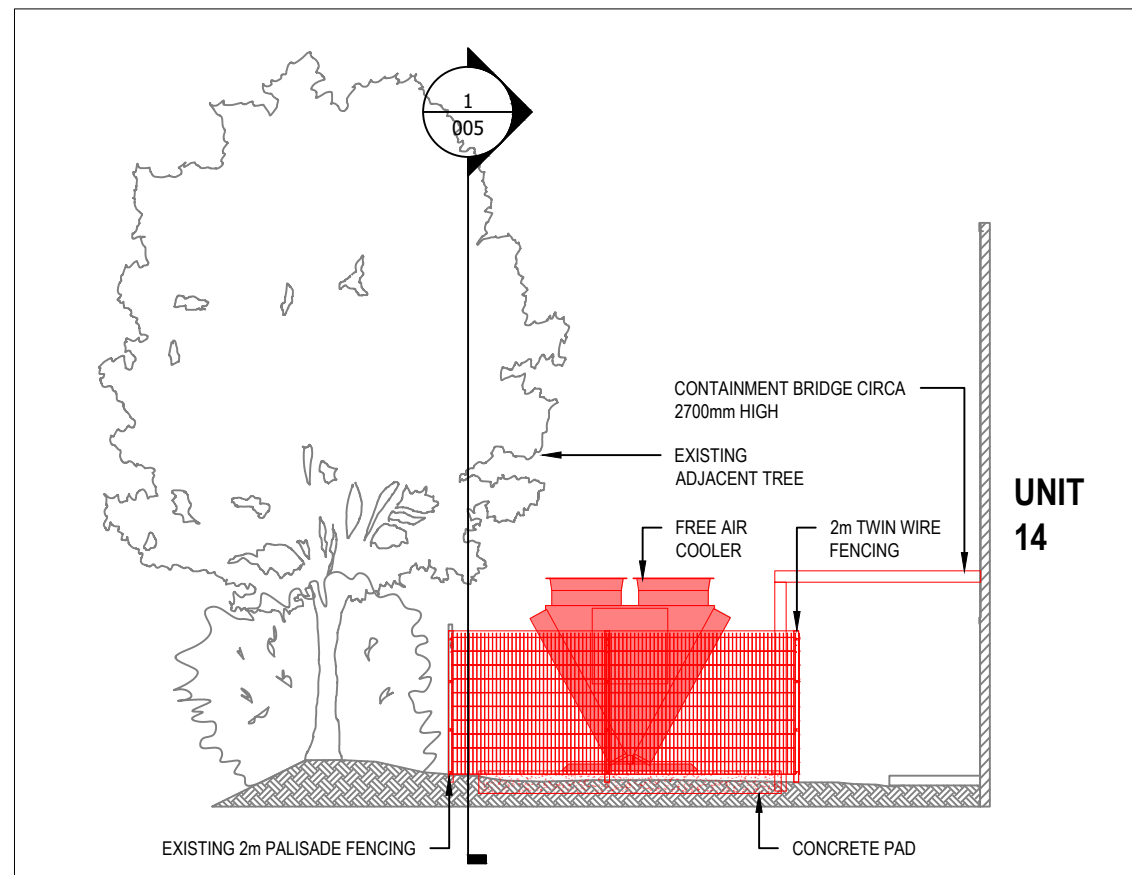 1
005
CONTAINMENT BRIDGE CIRCA
2700mm HIGH
EXISTING
ADJACENT TREE
UNIT
14
FREE AIR
COOLER
2m TWIN WIRE
FENCING
EXISTING 2m PALISADE FENCING
CONCRETE PAD